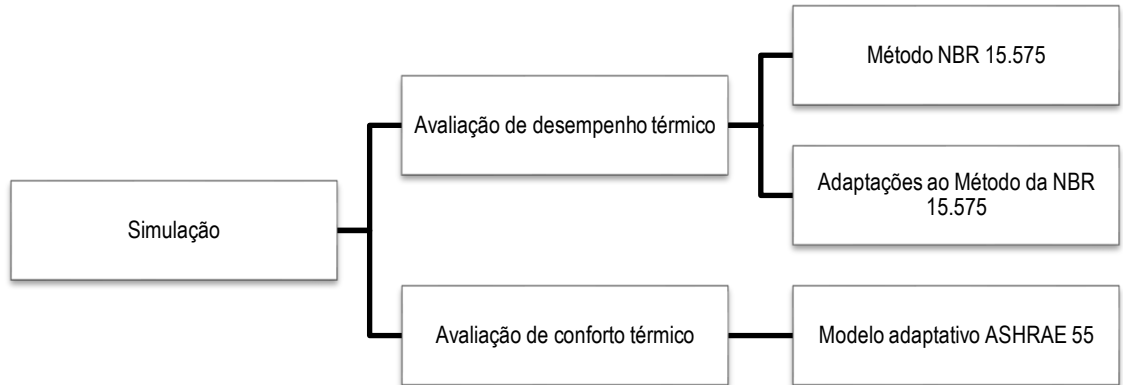 Método NBR 15.575
Avaliação de desempenho térmico
Adaptações ao Método da NBR
15.575
Simulação
Avaliação de conforto térmico
Modelo adaptativo ASHRAE 55